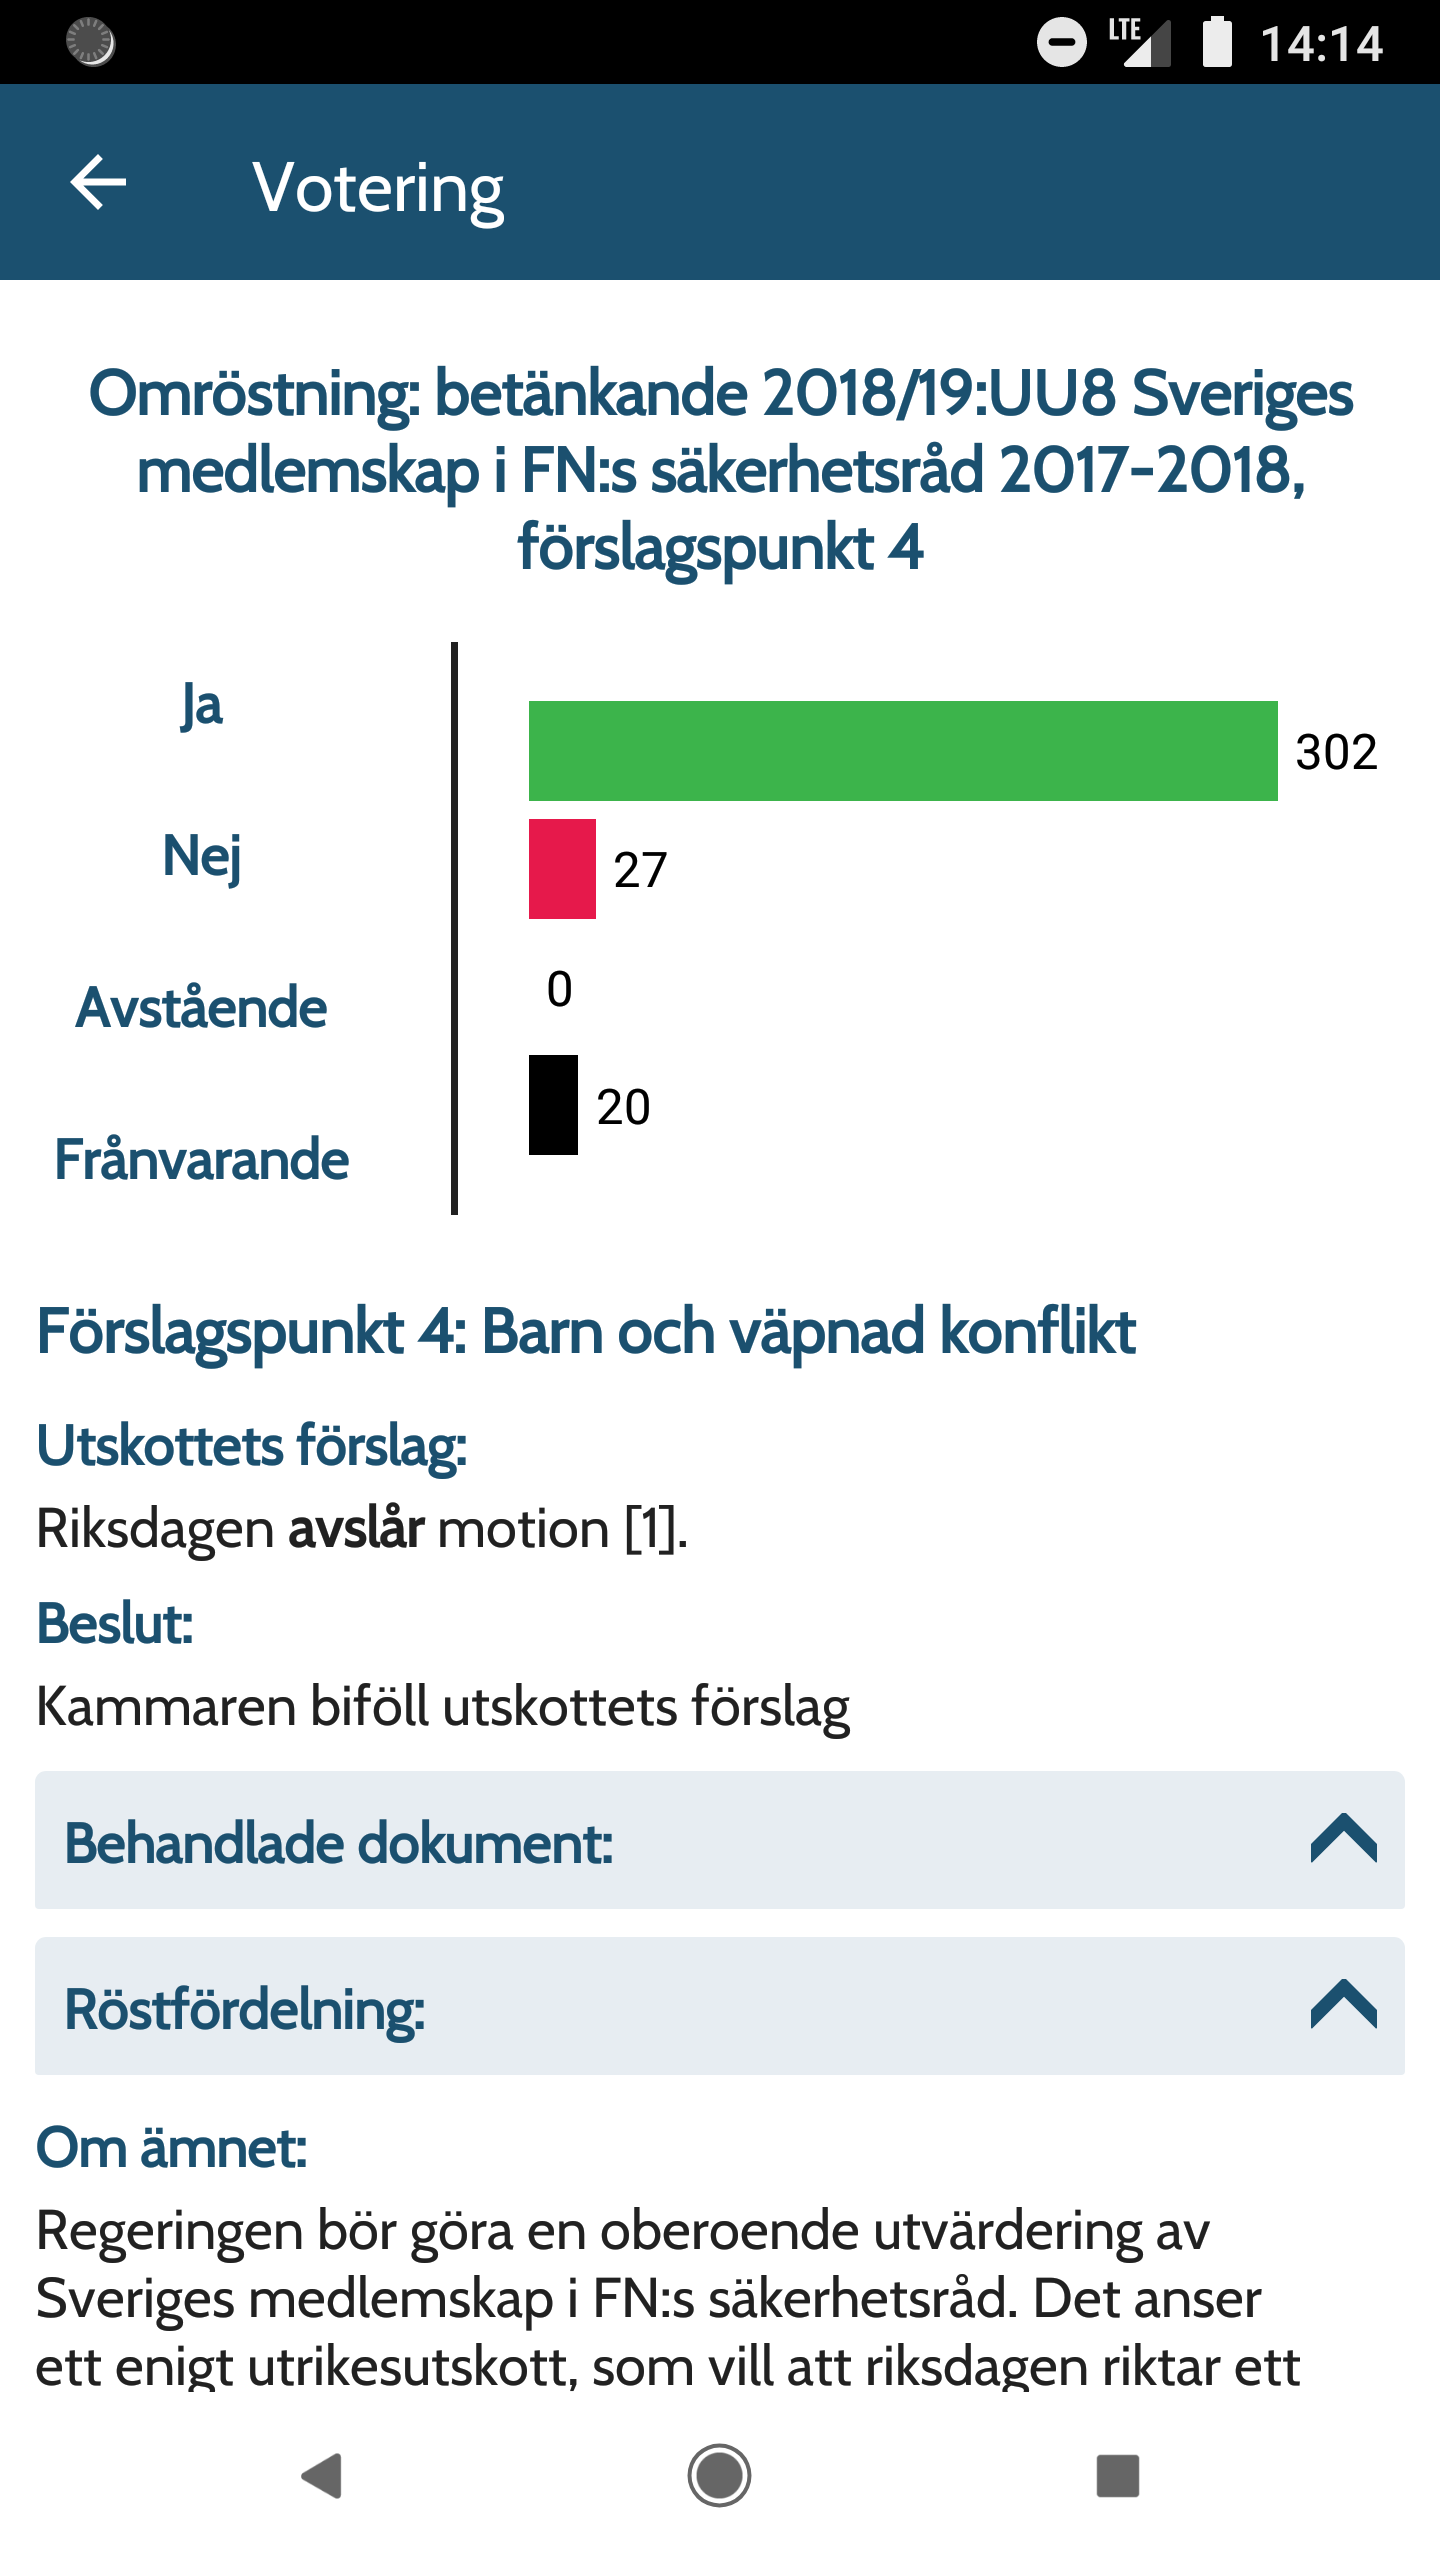 LTE 14:14
Votering
Omröstning: betänkande 2018/19:UU8 Sveriges
medlemskap i FN:s säkerhetsråd 2017-2018,
förslagspunkt 4
Ja 302
Nej 27
Avstående 0
Frånvarande 20
Förslagspunkt 4: Barn och väpnad konflikt
Utskottets förslag:
Riksdagen avslår motion [1].
Beslut:
Kammaren biföll utskottets förslag
Behandlade dokument:
Röstfördelning:
Om ämnet:
Regeringen bör göra en oberoende utvärdering av
Sveriges medlemskap i FN:s säkerhetsråd. Det anser
ett enigt utrikesutskott, som vill att riksdagen riktar ett